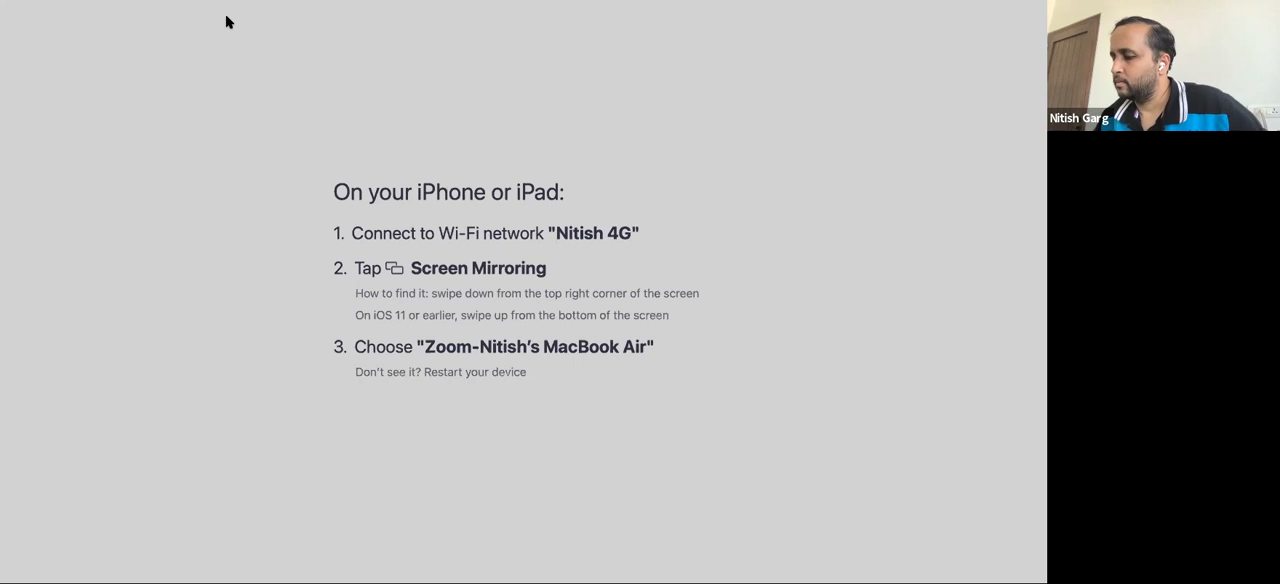 On your iPhone or iPad:
1. Connect to Wi-Fi network "Nitish 4G"
2. Tap Screen Mirroring
How to find it: swipe down from the top right corner of the screen
On iOS 11 or earlier, swipe up from the bottom of the screen
3. Choose "Zoom-Nitish’s MacBook Air"
Don't see it? Restart your device
Nitish Garg